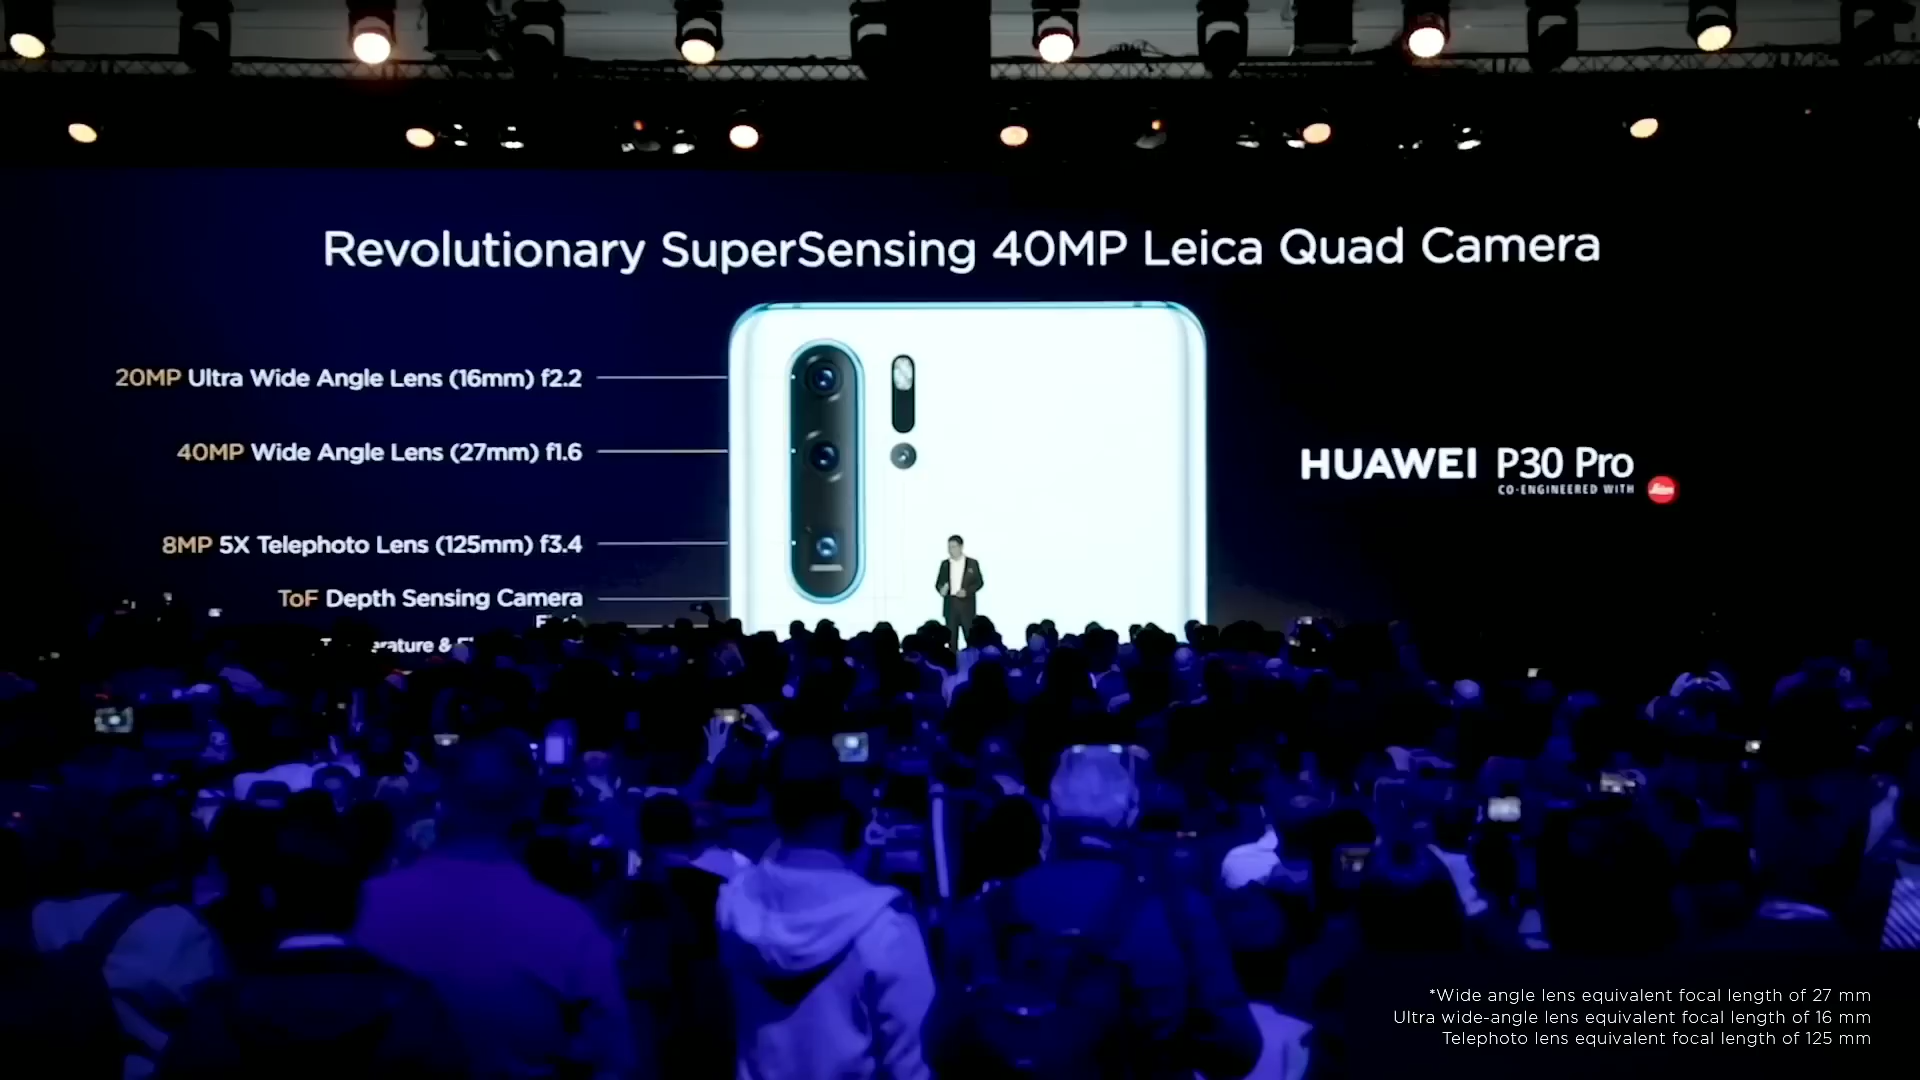 Revolutionary SuperSensing 40MP Leica Quad Camera
20MP Ultra Wide Angle Lens (16mm) f2.2
40MP Wide Angle Lens (27mm) f1.6
8MP 5X Telephoto Lens (125mm) f3.4
ToF Depth Sensing Camera
HUAWEI P30 Pro
CO-ENGINEERED WITH
Leica
*Wide angle lens equivalent focal length of 27 mm
Ultra wide-angle lens equivalent focal length of 16 mm
Telephoto lens equivalent focal length of 125 mm